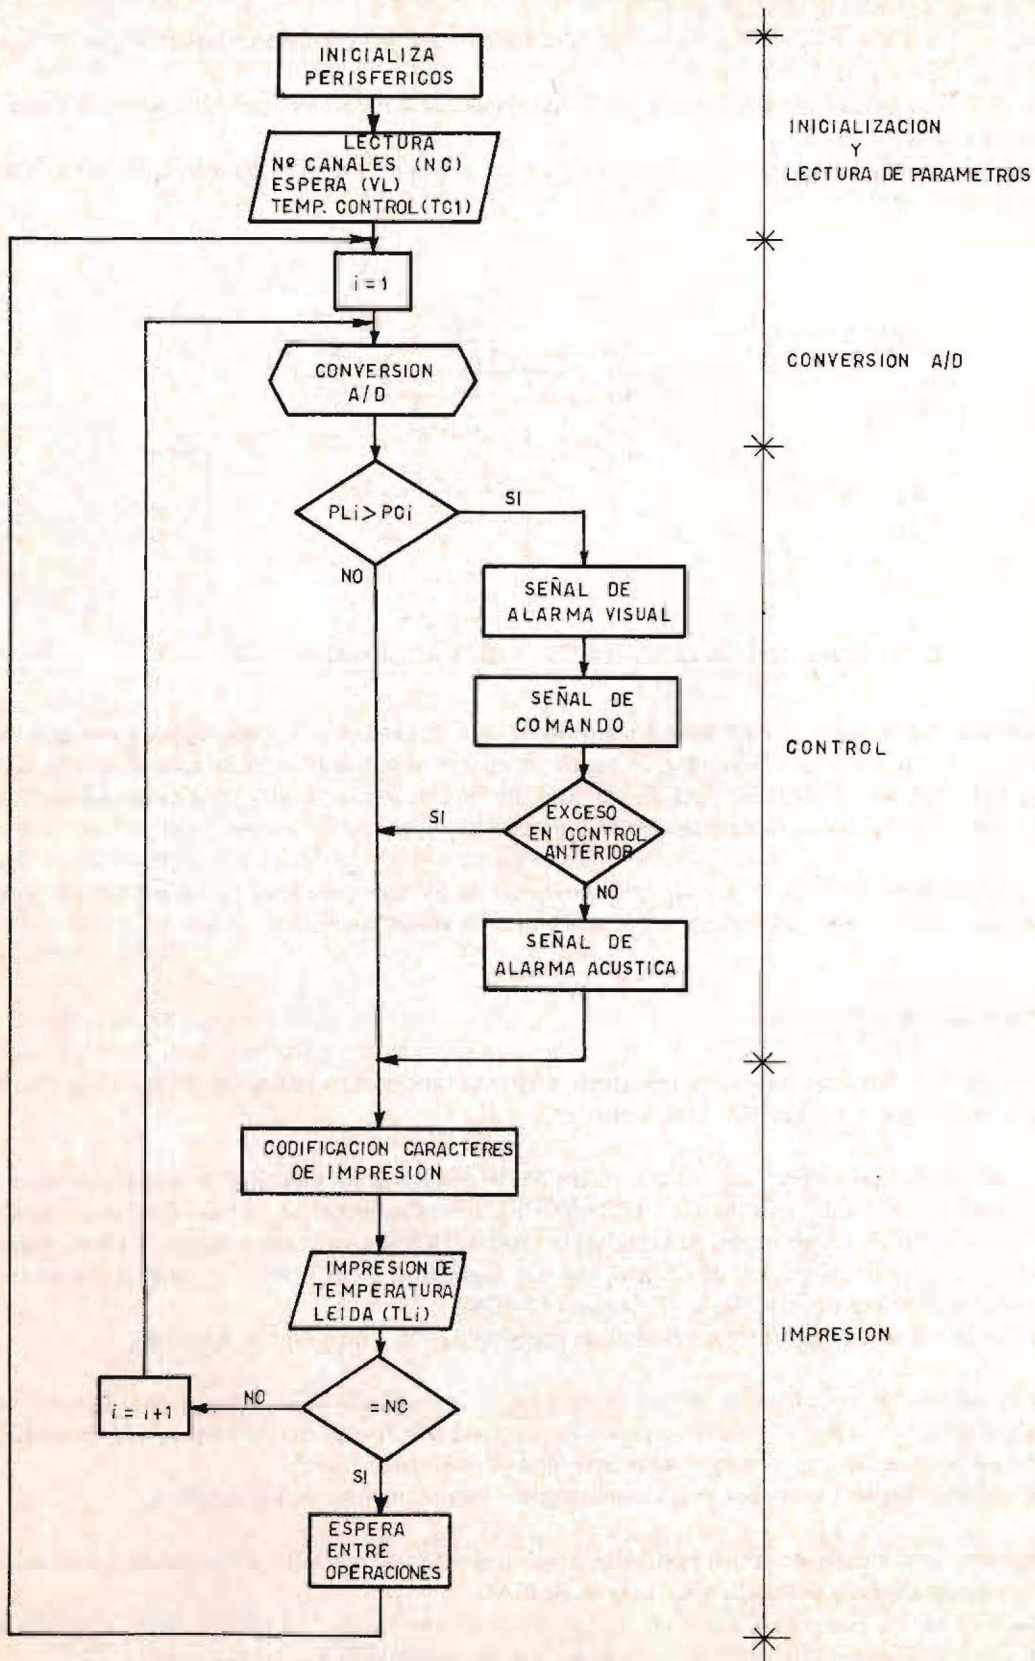 INICIALIZA
PERISFERICOS
LECTURA
Nº CANALES (NC)
ESPERA (VL)
TEMP. CONTROL(TC1)
INICIALIZACION
Y
LECTURA DE PARAMETROS
i = 1
CONVERSION
A/D
CONVERSION A/D
PLi > PCi
SI
NO
SEÑAL DE
ALARMA VISUAL
SEÑAL DE
COMANDO
CONTROL
EXCESO
EN CONTROL
ANTERIOR
SI
NO
SEÑAL DE
ALARMA ACUSTICA
CODIFICACION CARACTERES
DE IMPRESION
IMPRESION DE
TEMPERATURA
LEIDA (TLi)
IMPRESION
= NC
NO
i = i+1
SI
ESPERA
ENTRE
OPERACIONES